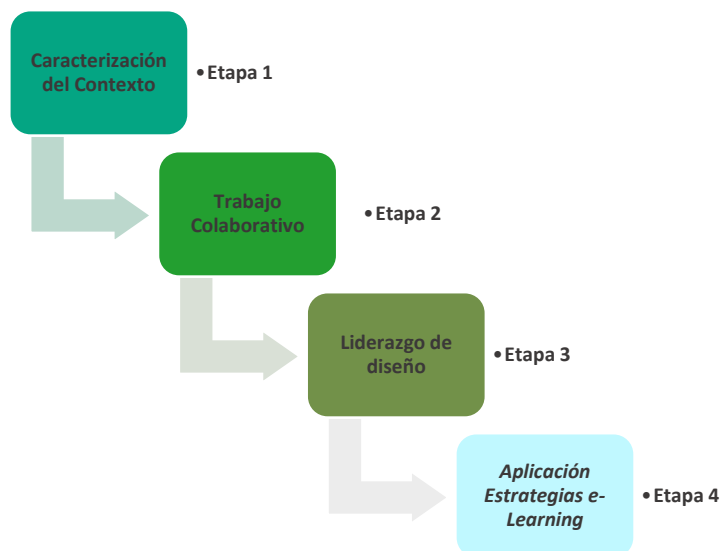 Caracterización
del Contexto
• Etapa 1
Trabajo
Colaborativo
• Etapa 2
Liderazgo de
diseño
• Etapa 3
Aplicación
Estrategias e-
Learning
• Etapa 4